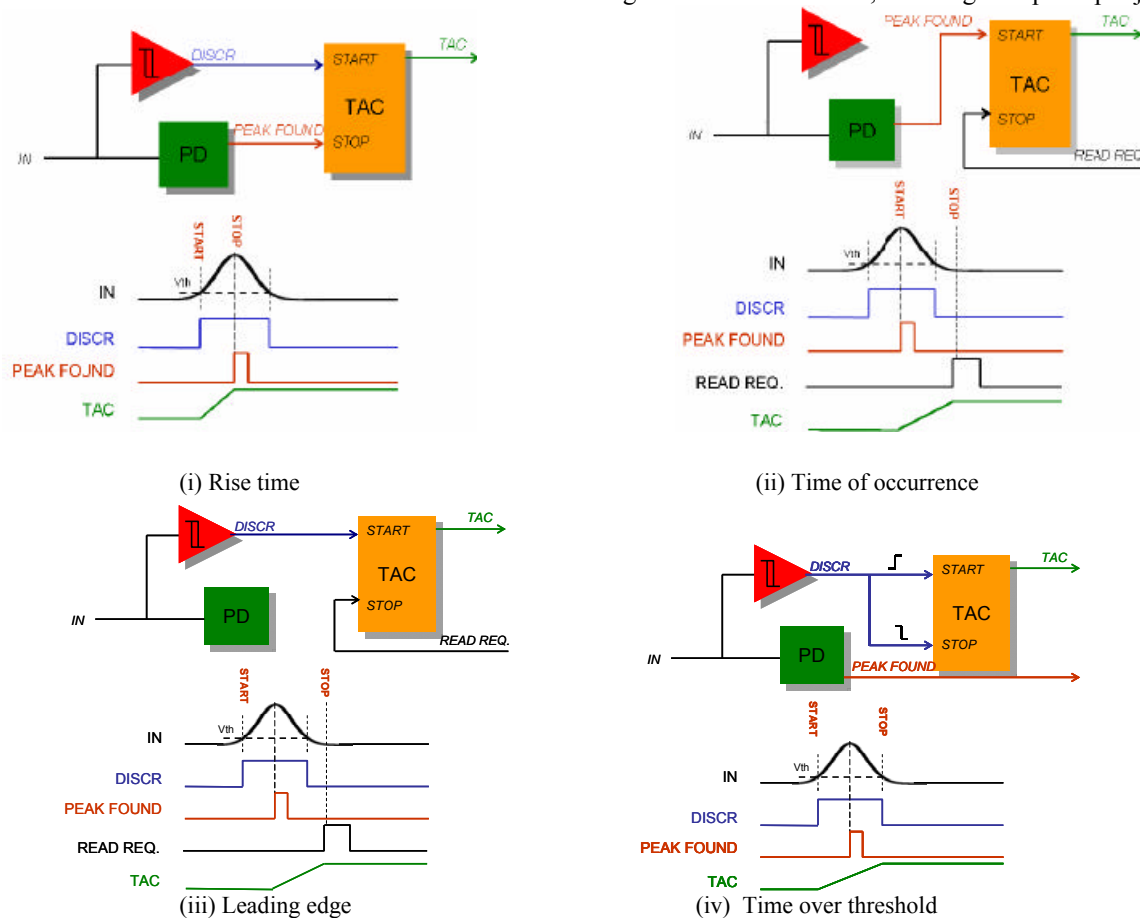 IN
DISCR
PEAK FOUND
START
STOP
TAC
TAC
PD
START
STOP
Vth
IN
DISCR
PEAK FOUND
TAC
(i) Rise time
IN
PEAK FOUND
START
STOP
TAC
TAC
PD
READ REQ.
START
STOP
Vth
IN
DISCR
PEAK FOUND
READ REQ.
TAC
(ii) Time of occurrence
IN
DISCR
START
STOP
TAC
TAC
PD
READ REQ.
START
STOP
Vth
IN
DISCR
PEAK FOUND
READ REQ.
TAC
(iii) Leading edge
IN
DISCR
START
STOP
TAC
TAC
PD
PEAK FOUND
START
STOP
Vth
IN
DISCR
PEAK FOUND
TAC
(iv) Time over threshold